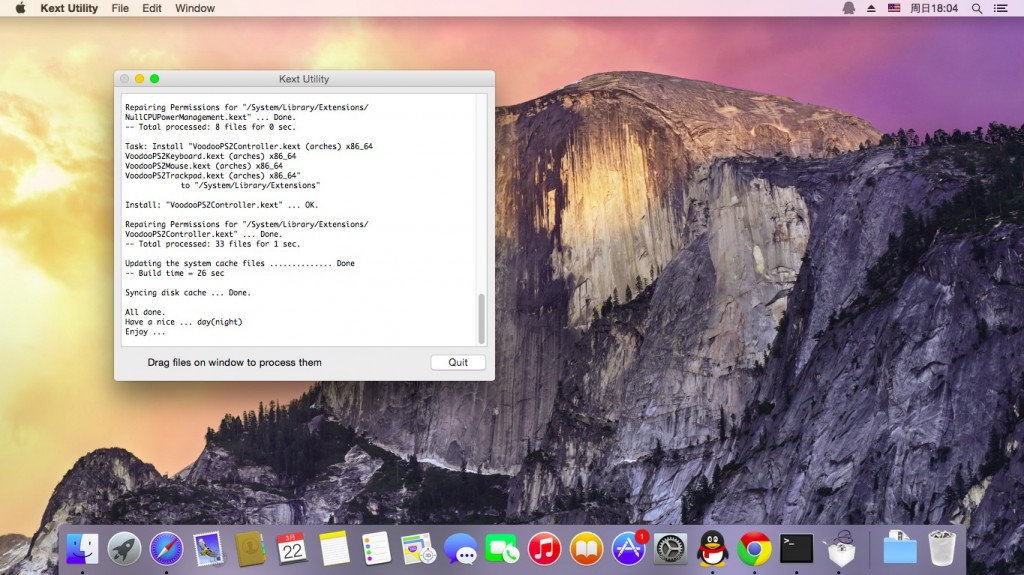 Kext Utility File Edit Window 周日18:04
Kext Utility
Repairing Permissions for "/System/Library/Extensions/
NullCPUPowerManagement.kext" ... Done.
-- Total processed: 8 files for 0 sec.
Task: Install "VoodooPS2Controller.kext (arches) x86_64
VoodooPS2Keyboard.kext (arches) x86_64
VoodooPS2Mouse.kext (arches) x86_64
VoodooPS2Trackpad.kext (arches) x86_64"
to "/System/Library/Extensions"
Install: "VoodooPS2Controller.kext" ... OK.
Repairing Permissions for "/System/Library/Extensions/
VoodooPS2Controller.kext" ... Done.
-- Total processed: 33 files for 1 sec.
Updating the system cache files .............. Done
-- Build time = 26 sec
Syncing disk cache ... Done.
All done.
Have a nice ... day(night)
Enjoy ...
Drag files on window to process them Quit
3月
22
1
>_